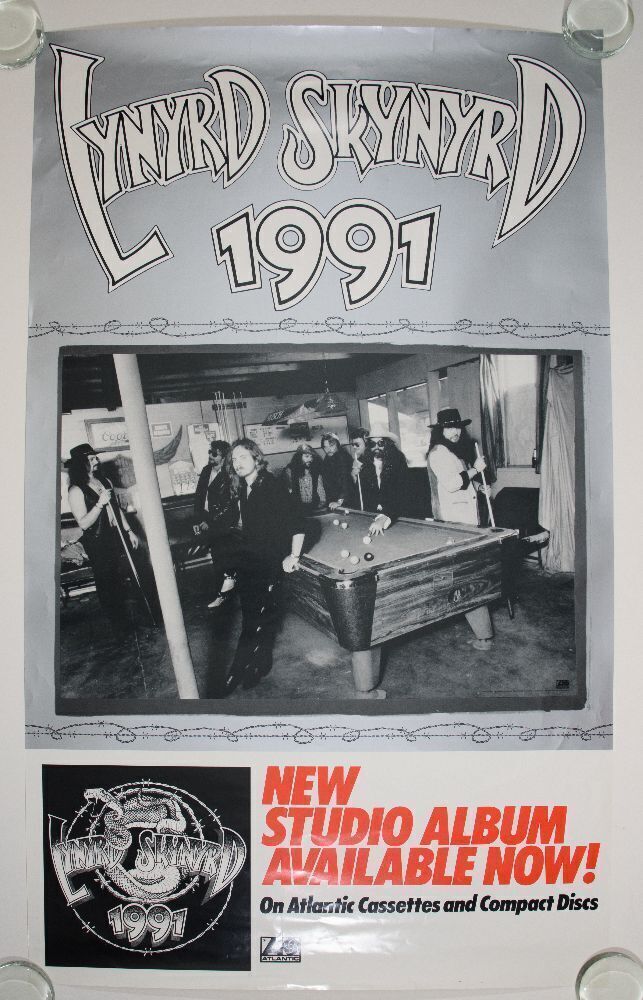 LYNYRD SKYNYRD
1991
LYNYRD SKYNYRD
1991
NEW
STUDIO ALBUM
AVAILABLE NOW!
On Atlantic Cassettes and Compact Discs
ATLANTIC